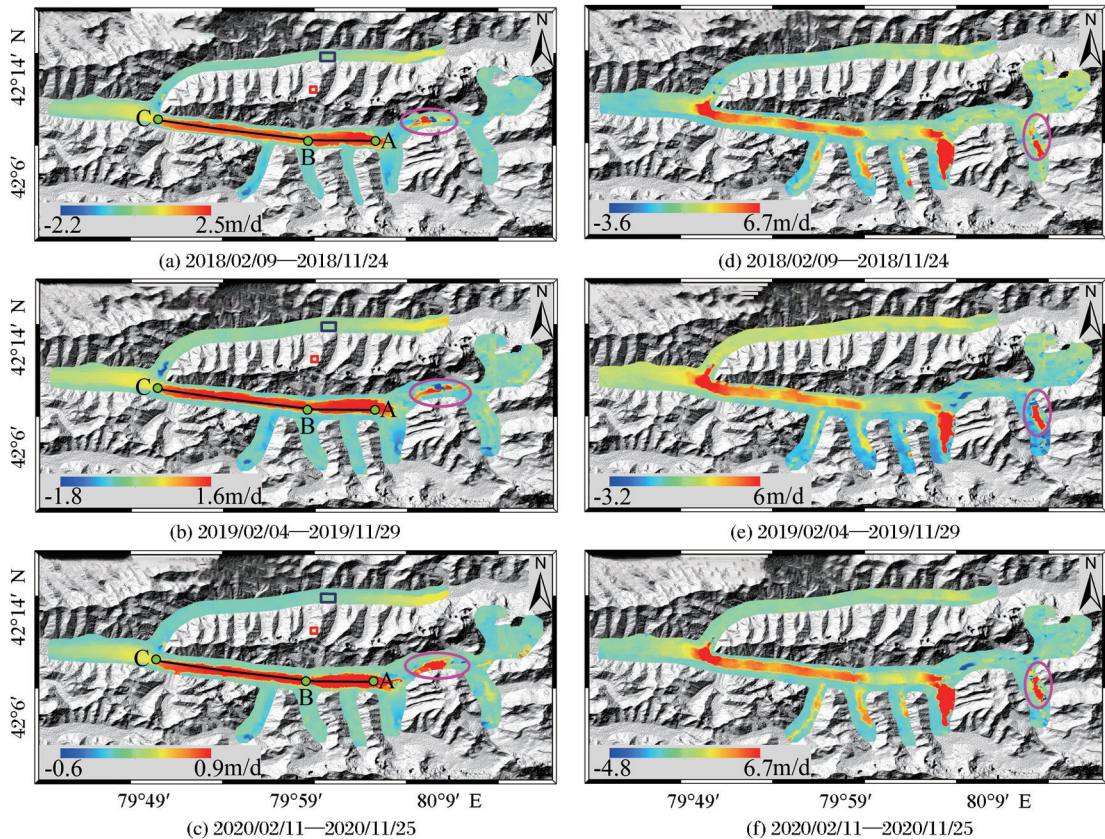 N
42°14′ N
42°6′
C
B
A
-2.2 2.5m/d
(a) 2018/02/09—2018/11/24
N
-3.6 6.7m/d
(d) 2018/02/09—2018/11/24
N
42°14′ N
42°6′
C
B
A
-1.8 1.6m/d
(b) 2019/02/04—2019/11/29
N
-3.2 6m/d
(e) 2019/02/04—2019/11/29
N
42°14′ N
42°6′
C
B
A
-0.6 0.9m/d
79°49′ 79°59′ 80°9′ E
(c) 2020/02/11—2020/11/25
N
-4.8 6.7m/d
79°49′ 79°59′ 80°9′ E
(f) 2020/02/11—2020/11/25